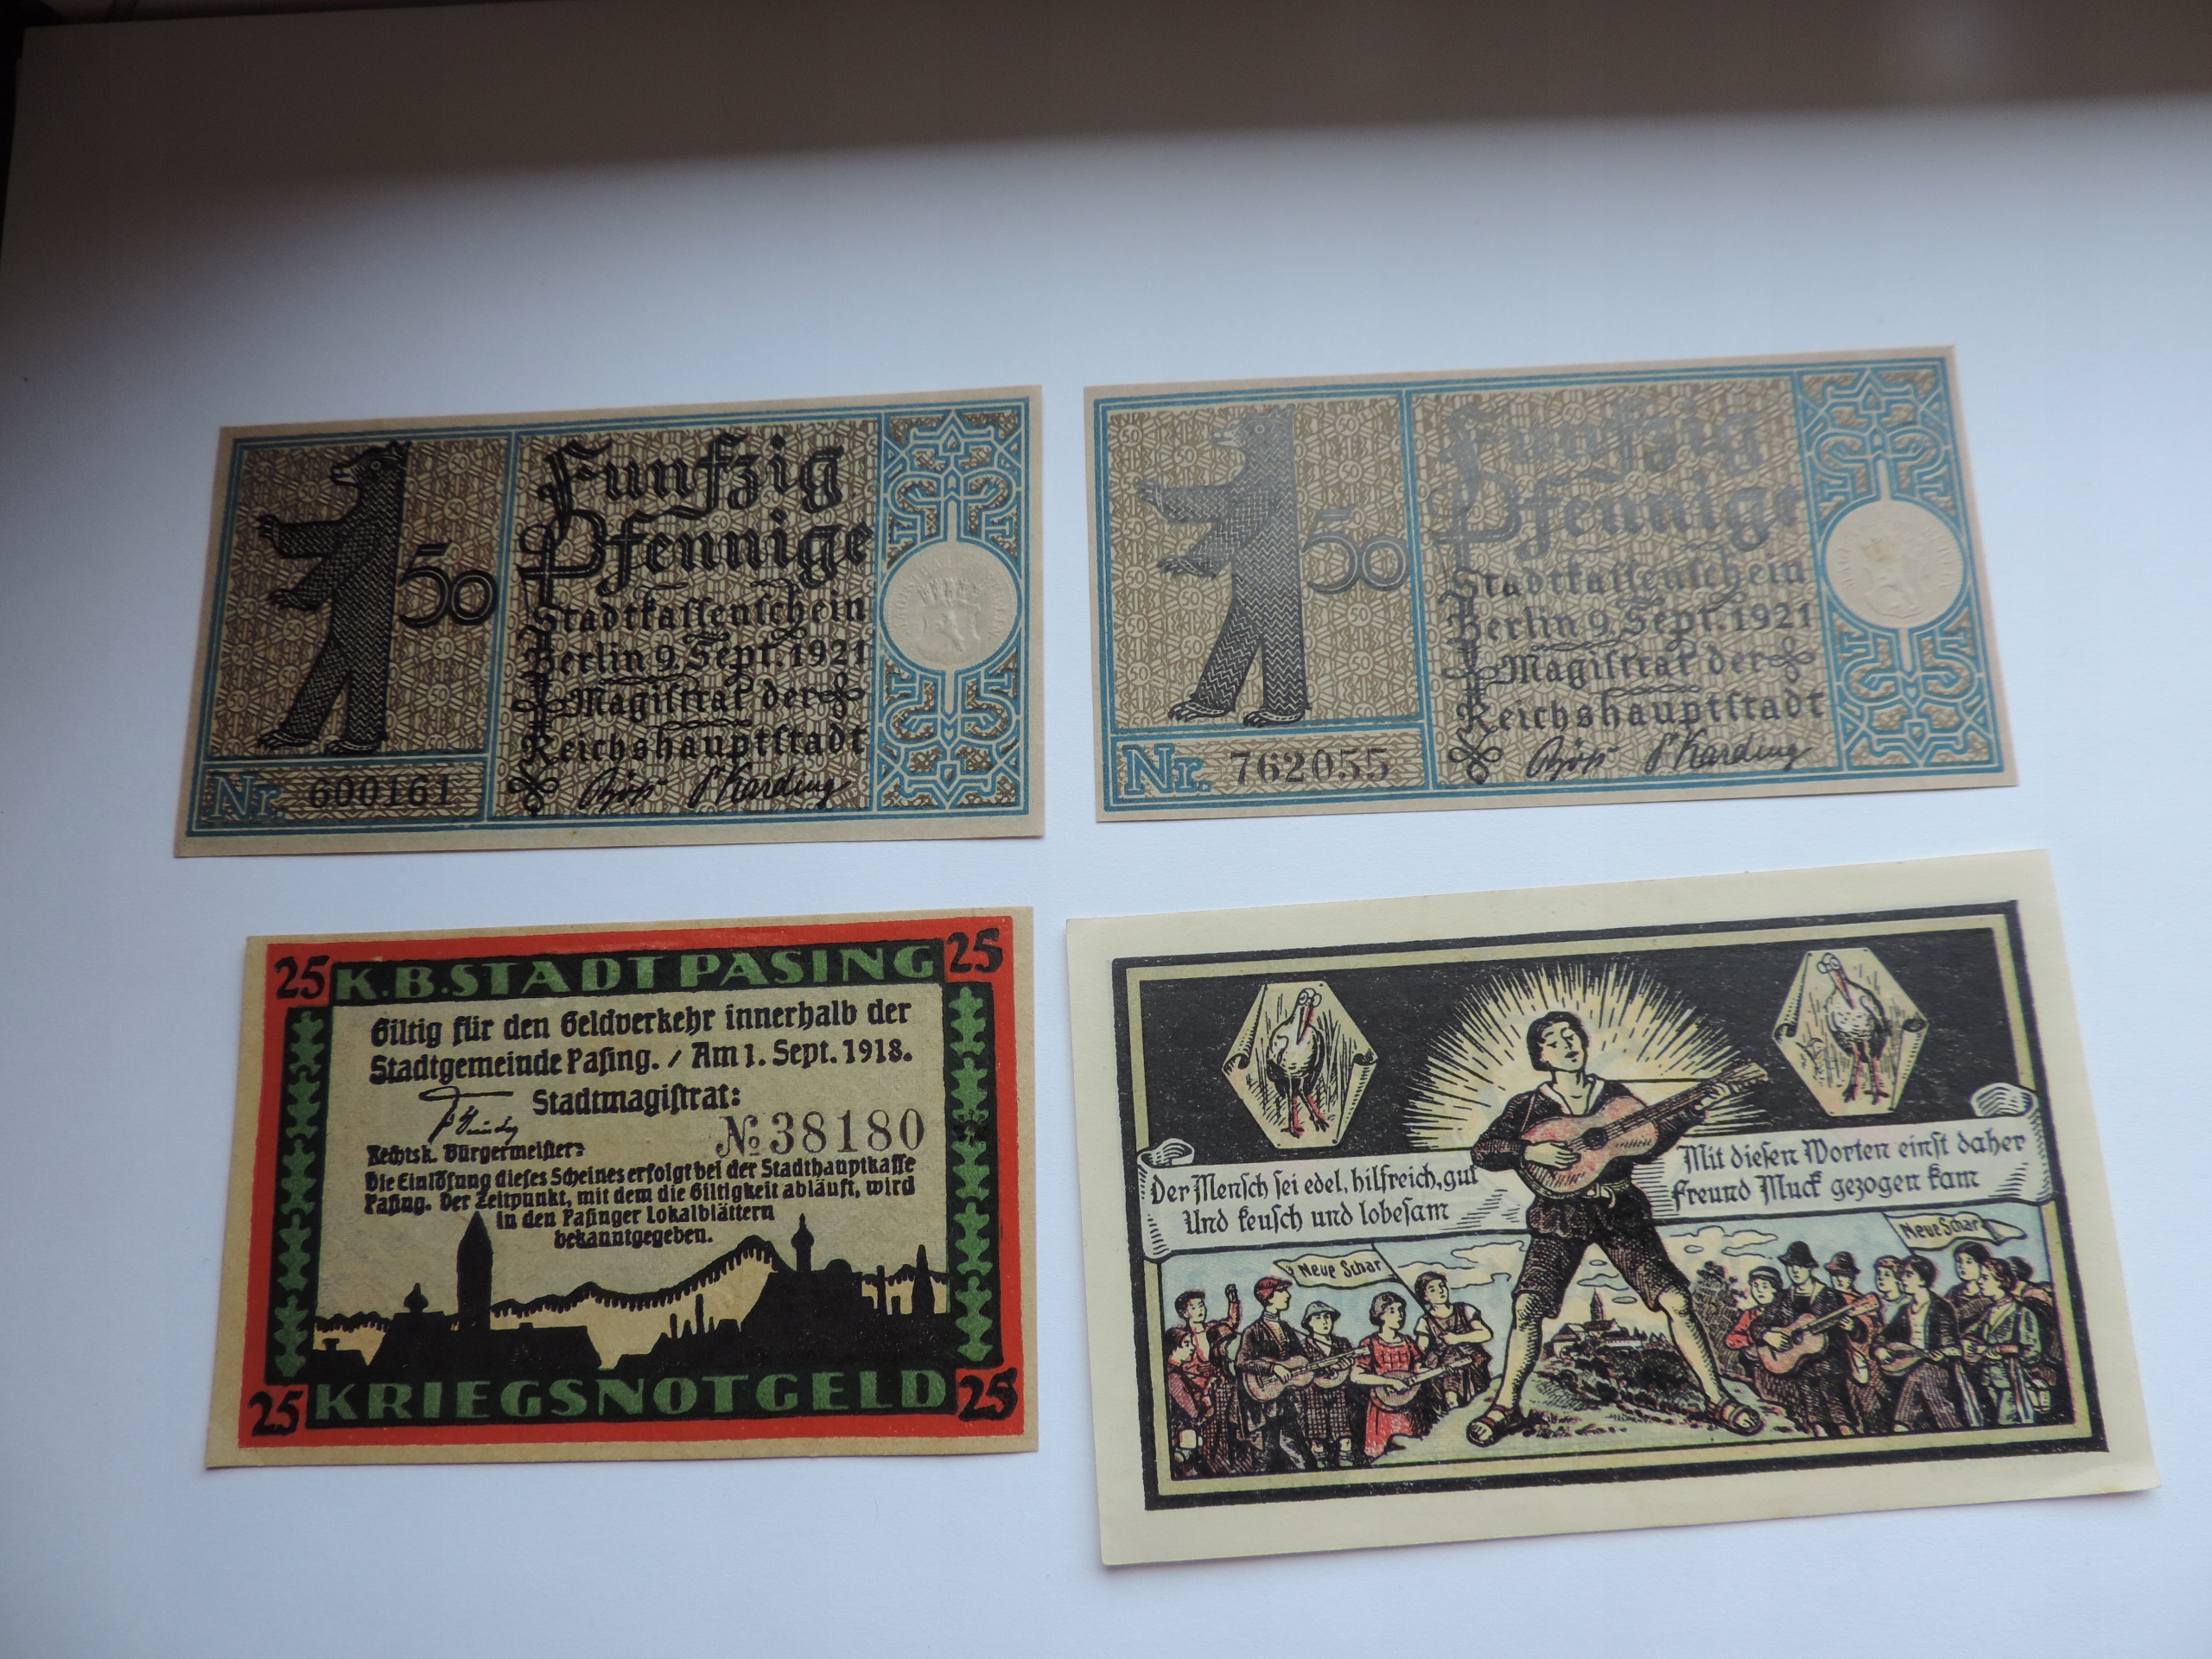 50
Funfzig
Pfennige
Stadtkassenschein
Berlin 9. Sept. 1921
Magistrat der
Reichshauptstadt
Nr. 600161
50
Funfzig
Pfennige
Stadtkassenschein
Berlin 9. Sept. 1921
Magistrat der
Reichshauptstadt
Nr. 762055
25 K.B. STADT PASING 25
Giltig für den Geldverkehr innerhalb der
Stadtgemeinde Pasing. / Am 1. Sept. 1918.
Stadtmagistrat:
№ 38180
Rechtsk. Bürgermeister:
Die Einlösung dieses Scheines erfolgt bei der Stadthauptkasse
Pasing. Der Zeitpunkt, mit dem die Giltigkeit abläuft, wird
in den Pasinger Lokalblättern
bekanntgegeben.
25 KRIEGSNOTGELD 25
Der Mensch sei edel, hilfreich, gut
Und keusch und lobesam
Mit diesen Worten einst daher
Freund Muck gezogen kam
Neue Schar
Neue Schar